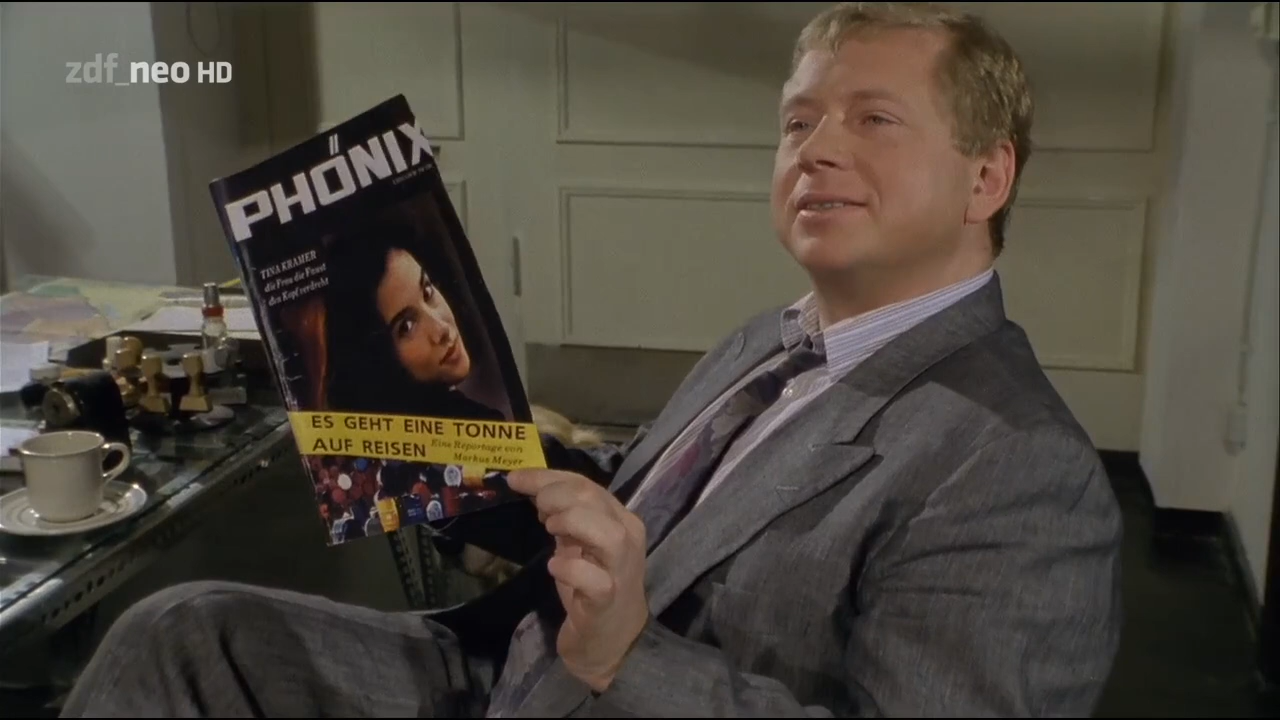 zdf_neo HD
PHÖNIX
TINA KRAMER
die Frau die Faust
den Kopf verdreht
ES GEHT EINE TONNE
AUF REISEN Eine Reportage von
Markus Meyer